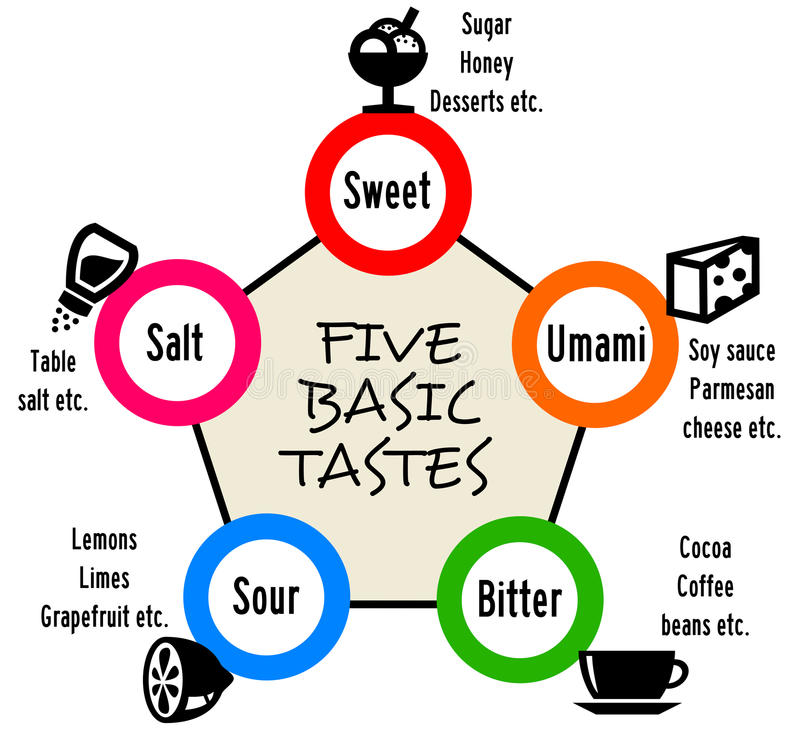 Sugar
Honey
Desserts etc.
Sweet
Salt
Table
salt etc.
FIVE
BASIC
TASTES
Umami
Soy sauce
Parmesan
cheese etc.
Lemons
Limes
Grapefruit etc.
Sour
Bitter
Cocoa
Coffee
beans etc.